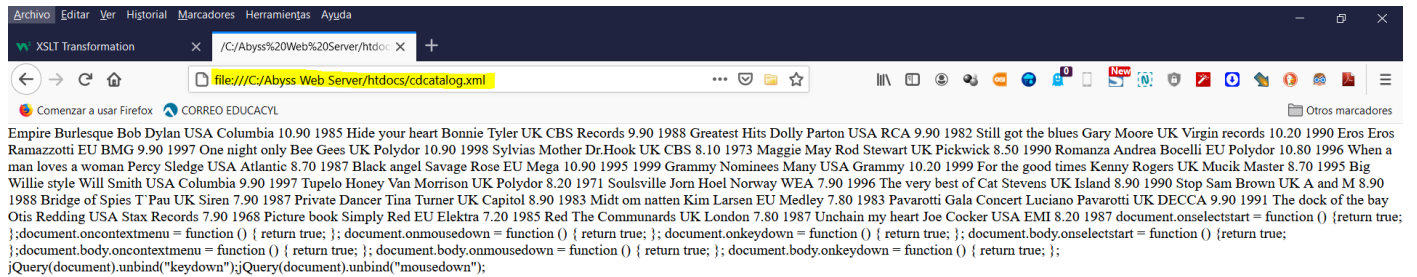 Archivo Editar Ver Historial Marcadores Herramientas Ayuda
XSLT Transformation
/C:/Abyss%20Web%20Server/htdoc
file:///C:/Abyss Web Server/htdocs/cdcatalog.xml
0
New
Comenzar a usar Firefox CORREO EDUCACYL Otros marcadores
Empire Burlesque Bob Dylan USA Columbia 10.90 1985 Hide your heart Bonnie Tyler UK CBS Records 9.90 1988 Greatest Hits Dolly Parton USA RCA 9.90 1982 Still got the blues Gary Moore UK Virgin records 10.20 1990 Eros Eros
Ramazzotti EU BMG 9.90 1997 One night only Bee Gees UK Polydor 10.90 1998 Sylvias Mother Dr.Hook UK CBS 8.10 1973 Maggie May Rod Stewart UK Pickwick 8.50 1990 Romanza Andrea Bocelli EU Polydor 10.80 1996 When a
man loves a woman Percy Sledge USA Atlantic 8.70 1987 Black angel Savage Rose EU Mega 10.90 1995 1999 Grammy Nominees Many USA Grammy 10.20 1999 For the good times Kenny Rogers UK Mucik Master 8.70 1995 Big
Willie style Will Smith USA Columbia 9.90 1997 Tupelo Honey Van Morrison UK Polydor 8.20 1971 Soulsville Jorn Hoel Norway WEA 7.90 1996 The very best of Cat Stevens UK Island 8.90 1990 Stop Sam Brown UK A and M 8.90
1988 Bridge of Spies T`Pau UK Siren 7.90 1987 Private Dancer Tina Turner UK Capitol 8.90 1983 Midt om natten Kim Larsen EU Medley 7.80 1983 Pavarotti Gala Concert Luciano Pavarotti UK DECCA 9.90 1991 The dock of the bay
Otis Redding USA Stax Records 7.90 1968 Picture book Simply Red EU Elektra 7.20 1985 Red The Communards UK London 7.80 1987 Unchain my heart Joe Cocker USA EMI 8.20 1987 document.onselectstart = function () {return true;
};document.oncontextmenu = function () { return true; }; document.onmousedown = function () { return true; }; document.onkeydown = function () { return true; }; document.body.onselectstart = function () {return true;
};document.body.oncontextmenu = function () { return true; }; document.body.onmousedown = function () { return true; }; document.body.onkeydown = function () { return true; };
jQuery(document).unbind("keydown");jQuery(document).unbind("mousedown");